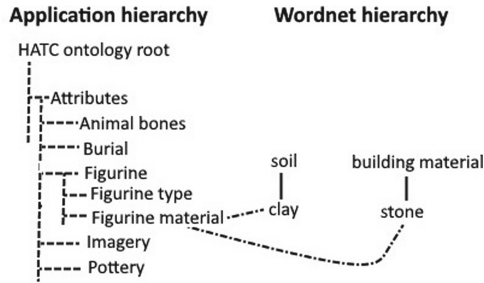 Application hierarchy
Wordnet hierarchy
HATC ontology root
Attributes
Animal bones
Burial
Figurine
Figurine type
Figurine material
Imagery
Pottery
soil
clay
building material
stone